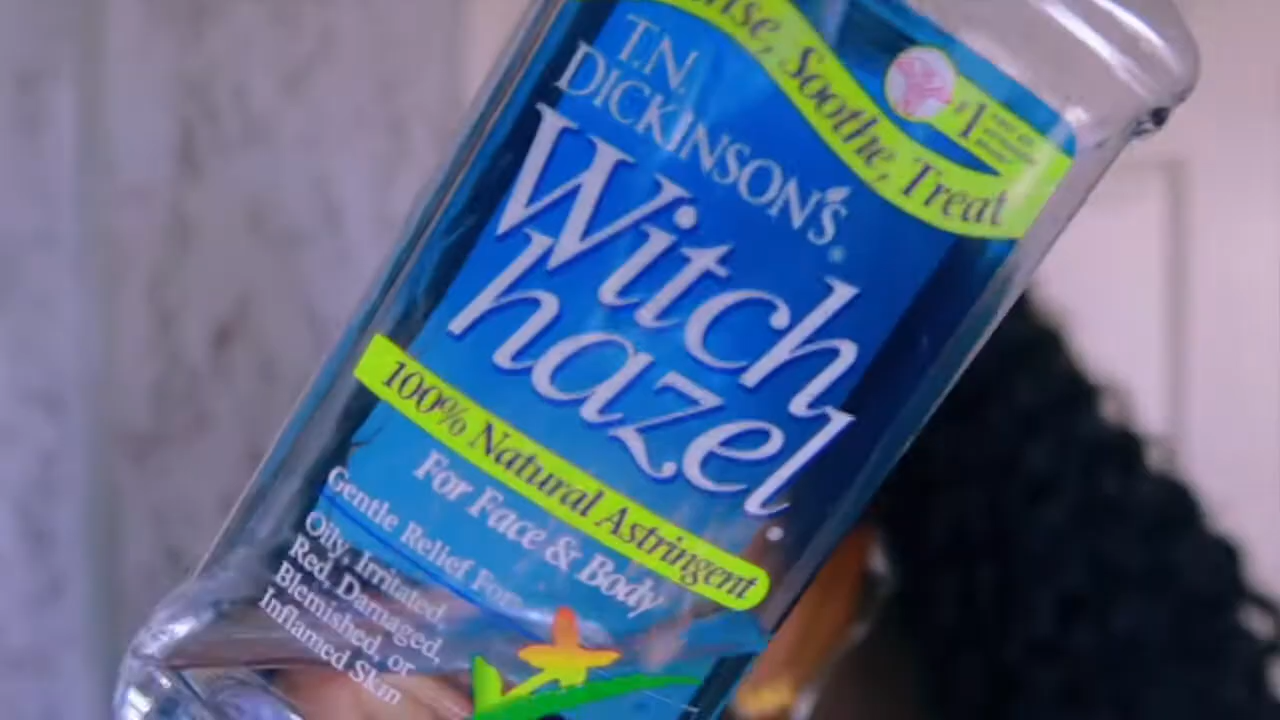 Soothe, Treat
#1
T.N.
DICKINSON'S®
Witch
hazel.
100% Natural Astringent
For Face & Body
Gentle Relief For:
Oily, Irritated,
Red, Damaged,
Blemished, or
Inflamed Skin